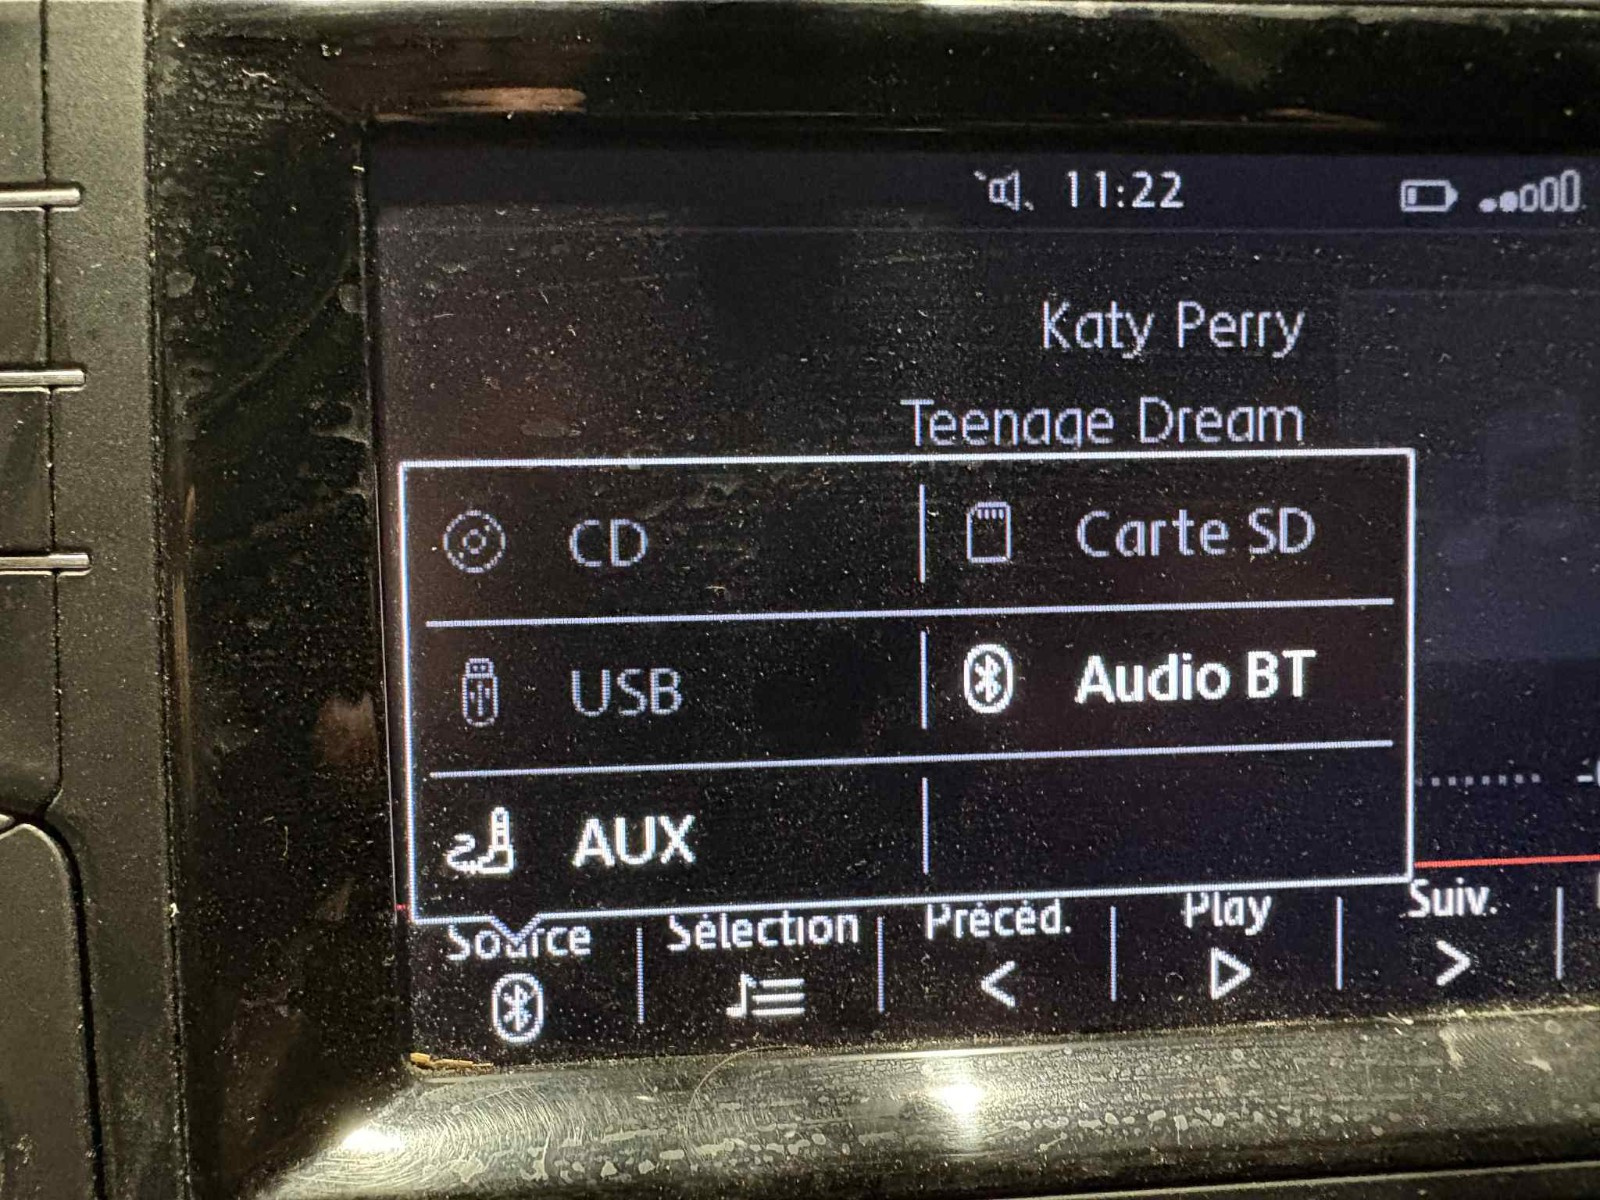 11:22
Katy Perry
Teenage Dream
CD
Carte SD
USB
Audio BT
AUX
Source
Sélection
Précéd.
Play
Suiv.